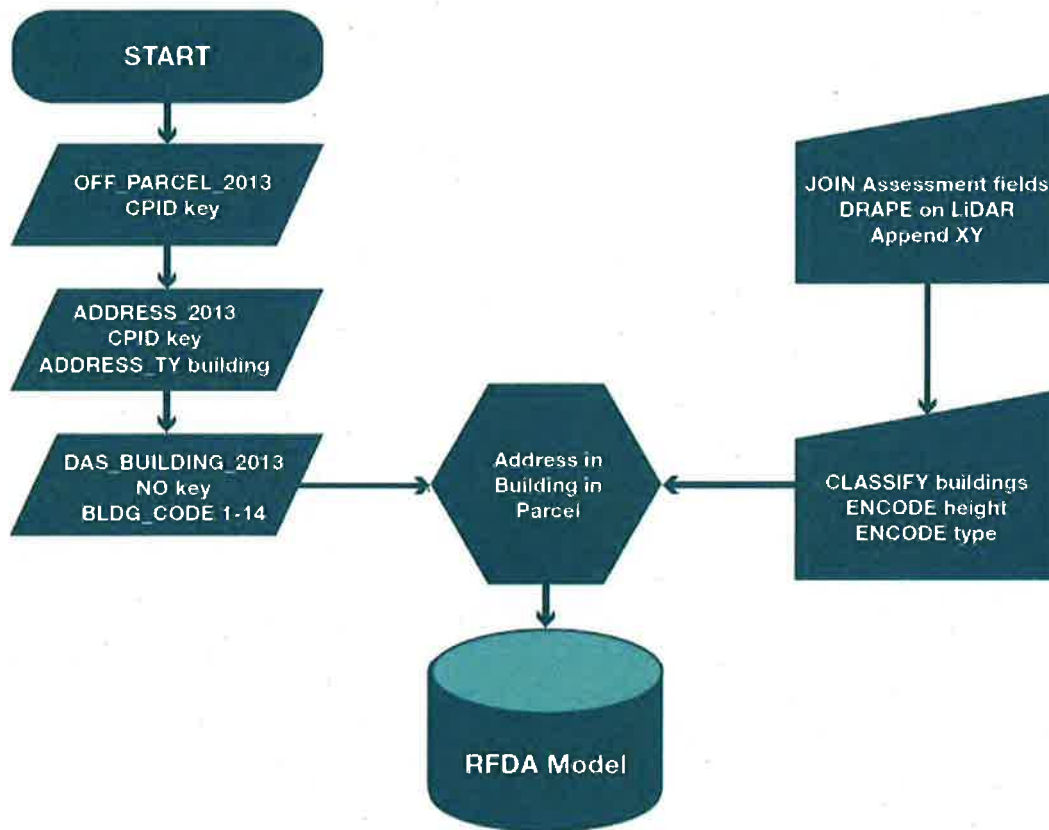 START
OFF_PARCEL_2013
CPID key
ADDRESS_2013
CPID key
ADDRESS_TY building
DAS_BUILDING_2013
NO key
BLDG_CODE 1-14
Address in
Building in
Parcel
RFDA Model
JOIN Assessment fields
DRAPE on LiDAR
Append XY
CLASSIFY buildings
ENCODE height
ENCODE type